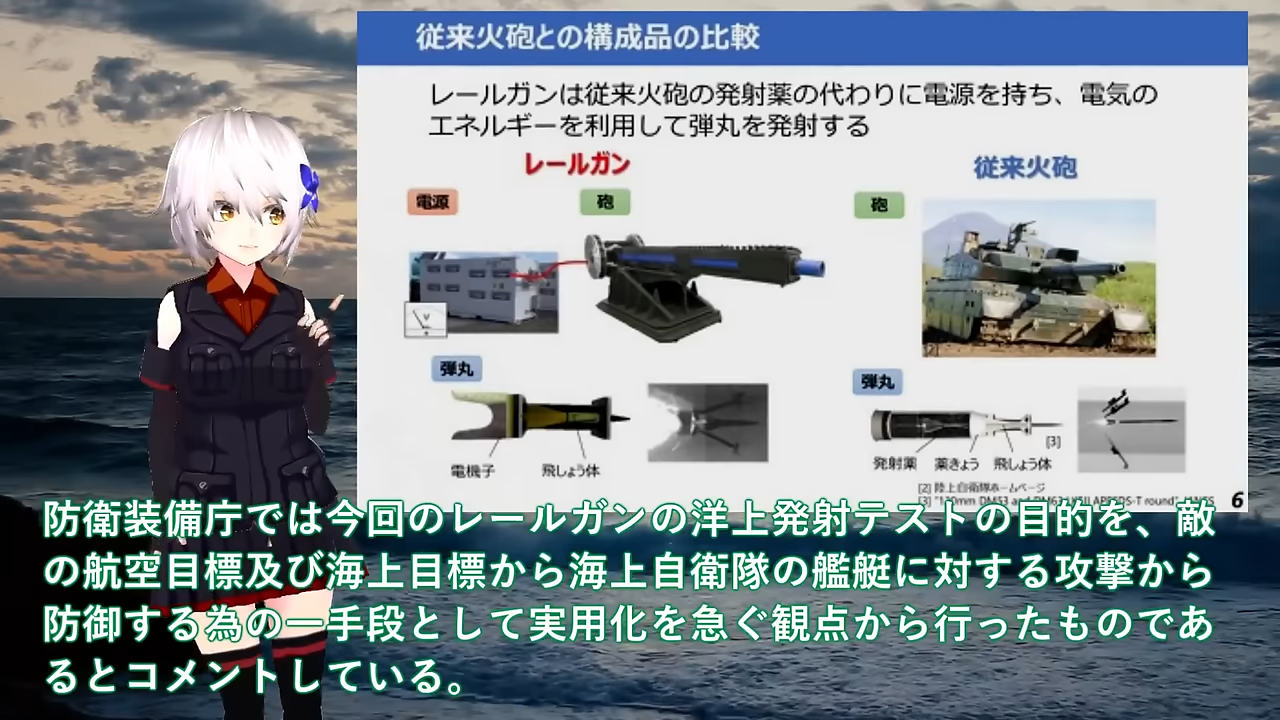 従来火砲との構成品の比較
レールガンは従来火砲の発射薬の代わりに電源を持ち、電気の
エネルギーを利用して弾丸を発射する
レールガン
従来火砲
電源
砲
砲
V
[2]
弾丸
弾丸
電機子
飛しょう体
発射薬
薬きょう
飛しょう体
[3]
[2] 陸上自衛隊ホームページ
[3] "120mm DM53 and
round"
6
防衛装備庁では今回のレールガンの洋上発射テストの目的を、敵
の航空目標及び海上目標から海上自衛隊の艦艇に対する攻撃から
防御する為の一手段として実用化を急ぐ観点から行ったものであ
るとコメントしている。